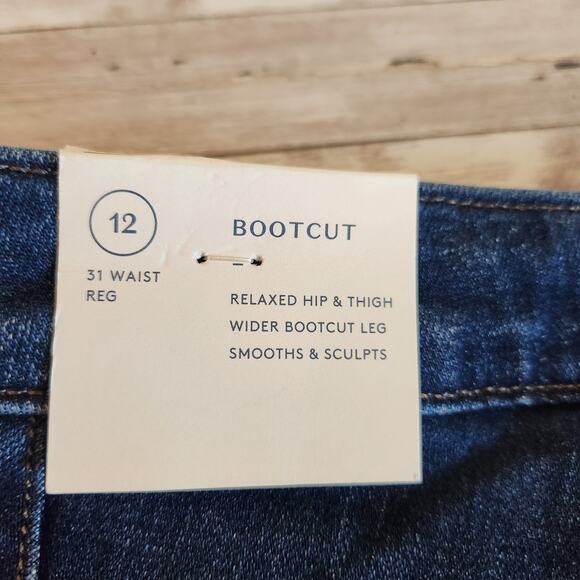 12
31 WAIST
REG
BOOTCUT
RELAXED HIP & THIGH
WIDER BOOTCUT LEG
SMOOTHS & SCULPTS